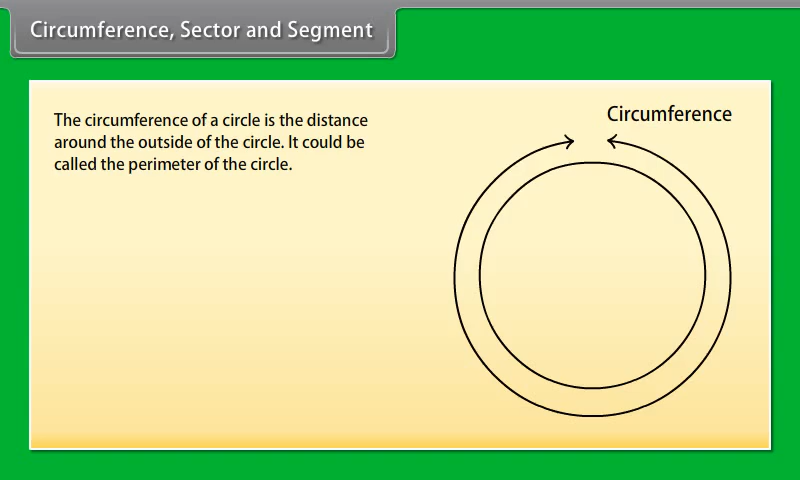 Circumference, Sector and Segment
The circumference of a circle is the distance
around the outside of the circle. It could be
called the perimeter of the circle.
Circumference